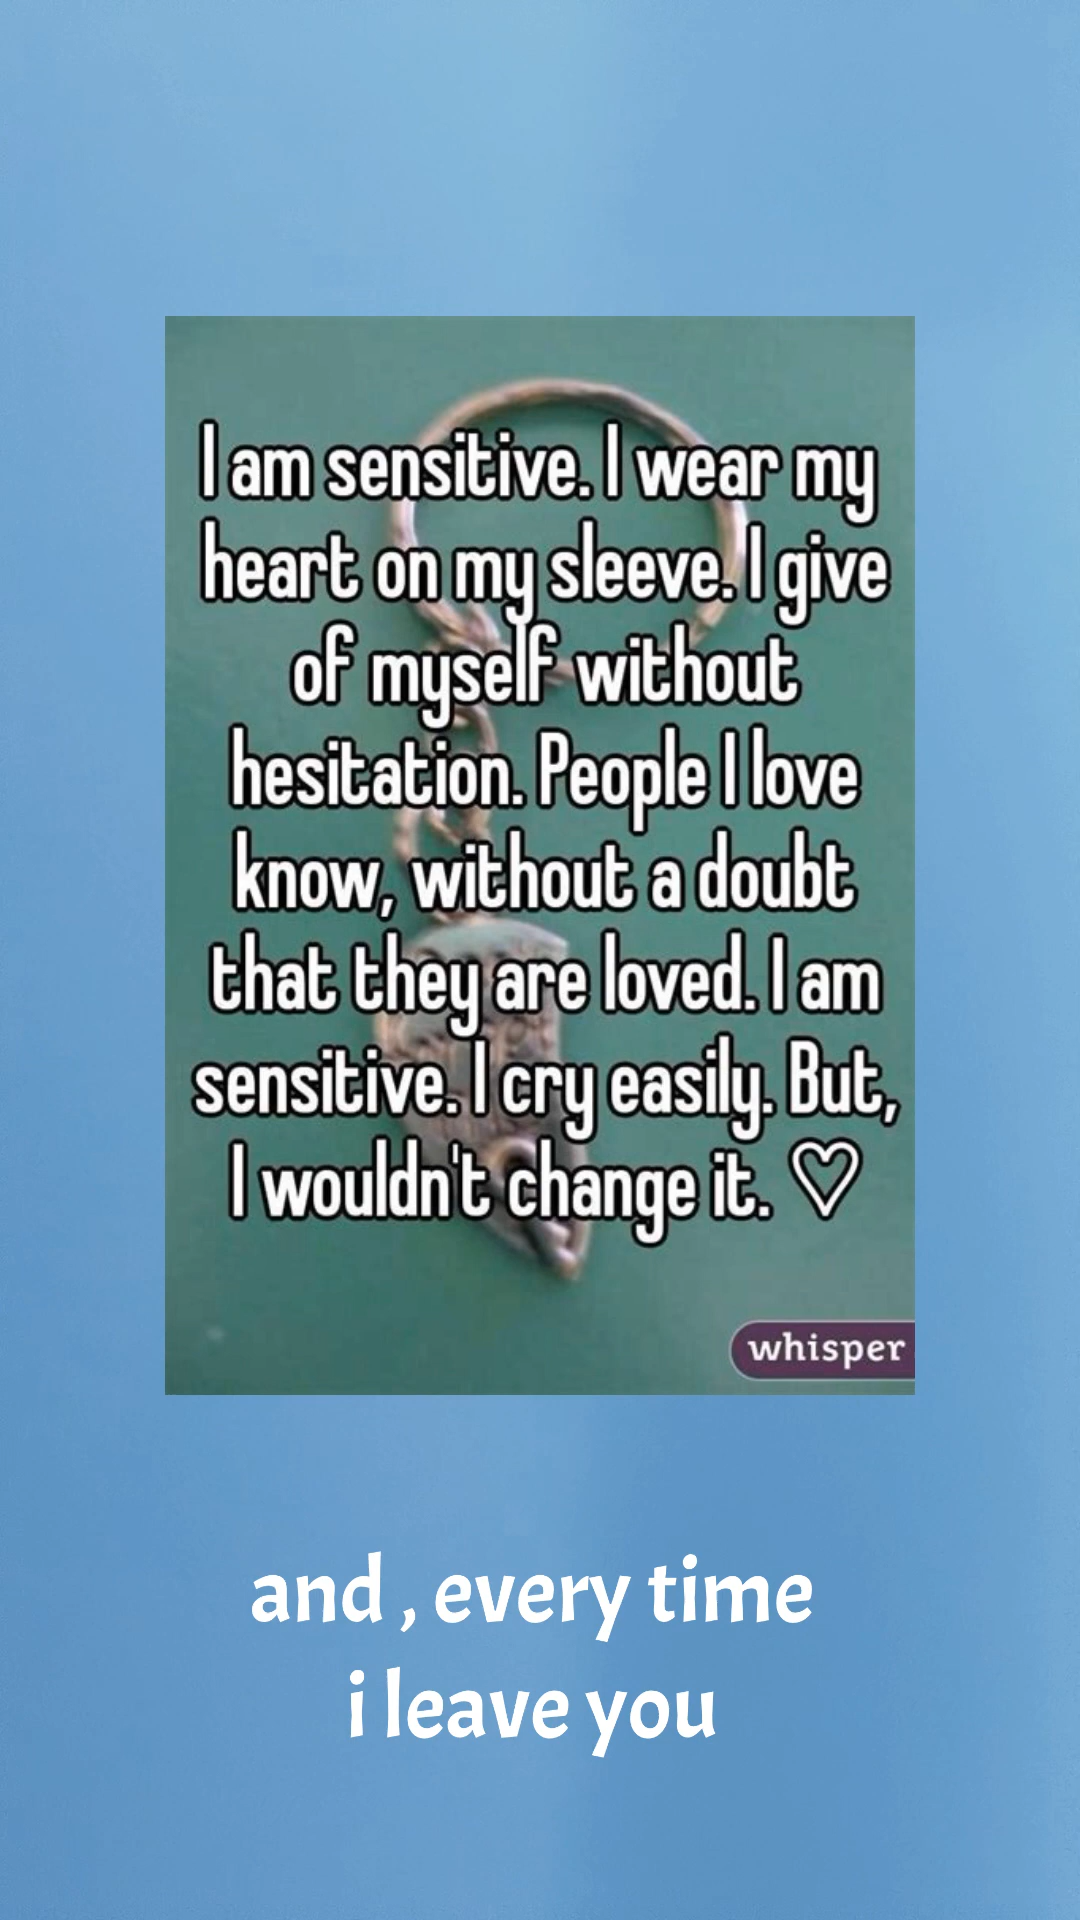 I am sensitive. I wear my
heart on my sleeve. I give
of myself without
hesitation. People I love
know, without a doubt
that they are loved. I am
sensitive. I cry easily. But,
I wouldn't change it. ♡
whisper
and , every time
i leave you